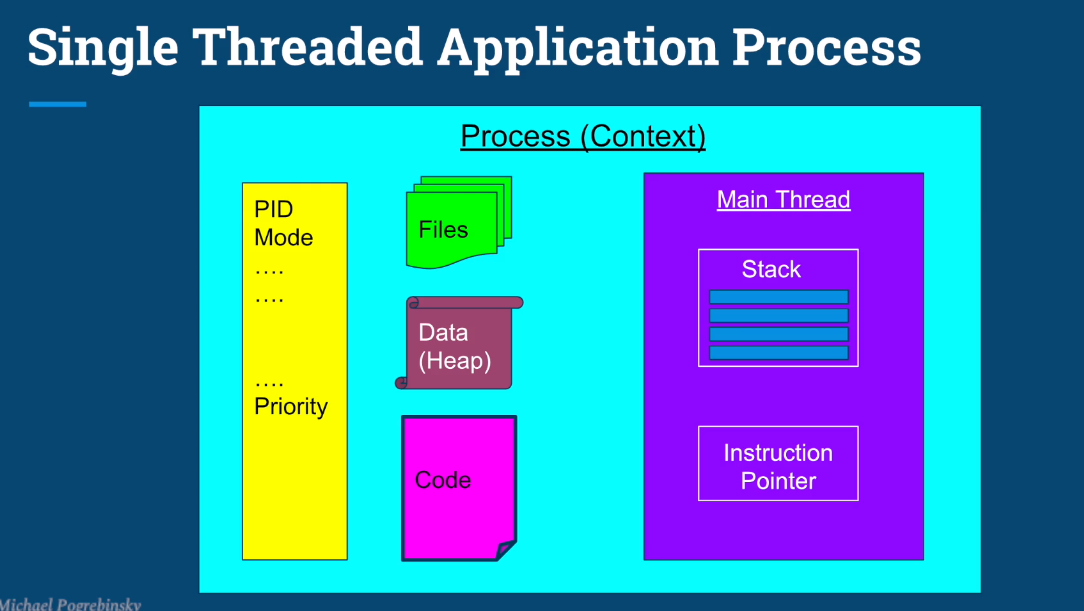 Single Threaded Application Process
Process (Context)
PID
Mode
....
....
....
Priority
Files
Data
(Heap)
Code
Main Thread
Stack
Instruction
Pointer
Michael Pogrebinsky